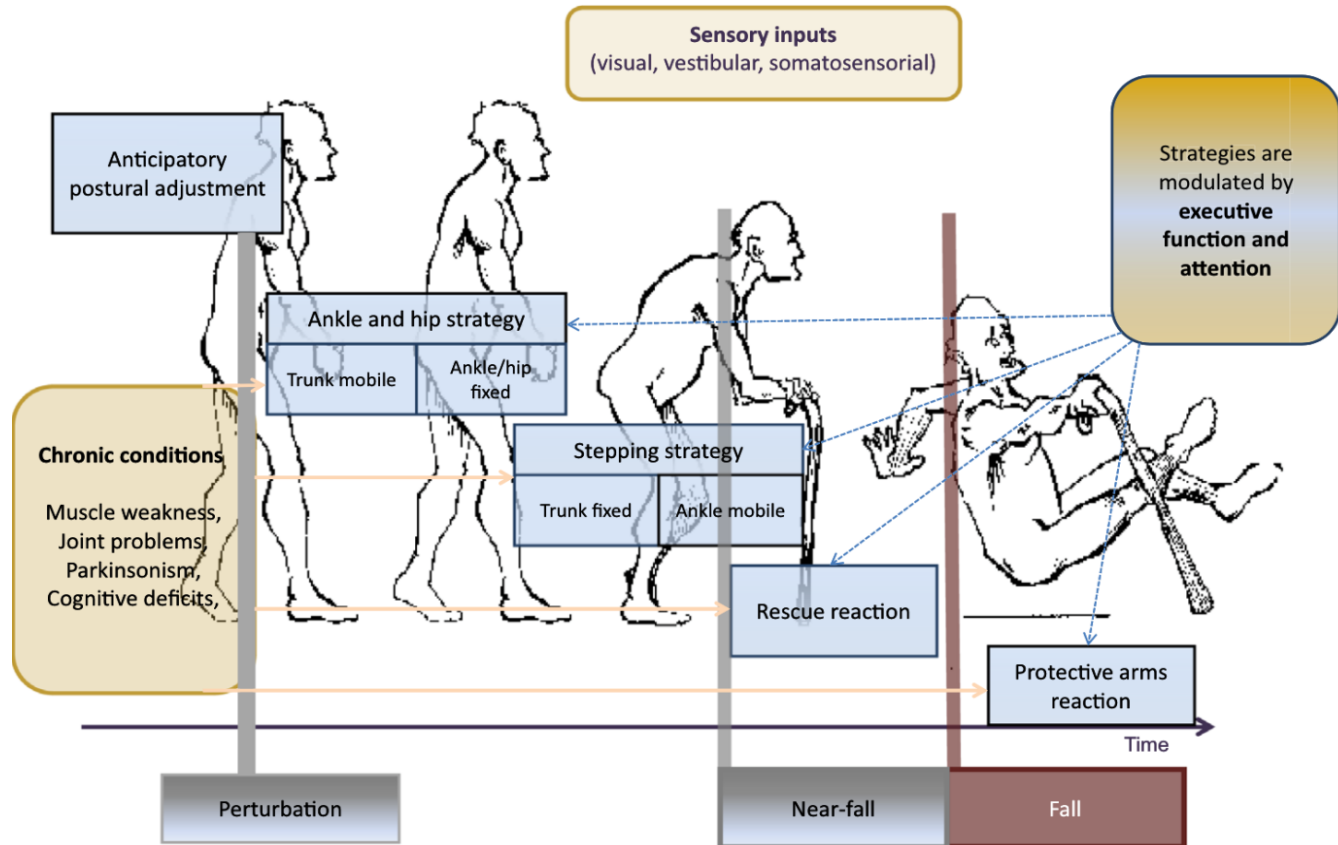 Sensory inputs
(visual, vestibular, somatosensorial)
Anticipatory
postural adjustment
Strategies are
modulated by
executive
function and
attention
Ankle and hip strategy
Trunk mobile
Ankle/hip
fixed
Chronic conditions
Muscle weakness,
Joint problems,
Parkinsonism,
Cognitive deficits,
Stepping strategy
Trunk fixed
Ankle mobile
Rescue reaction
Protective arms
reaction
Time
Perturbation
Near-fall
Fall